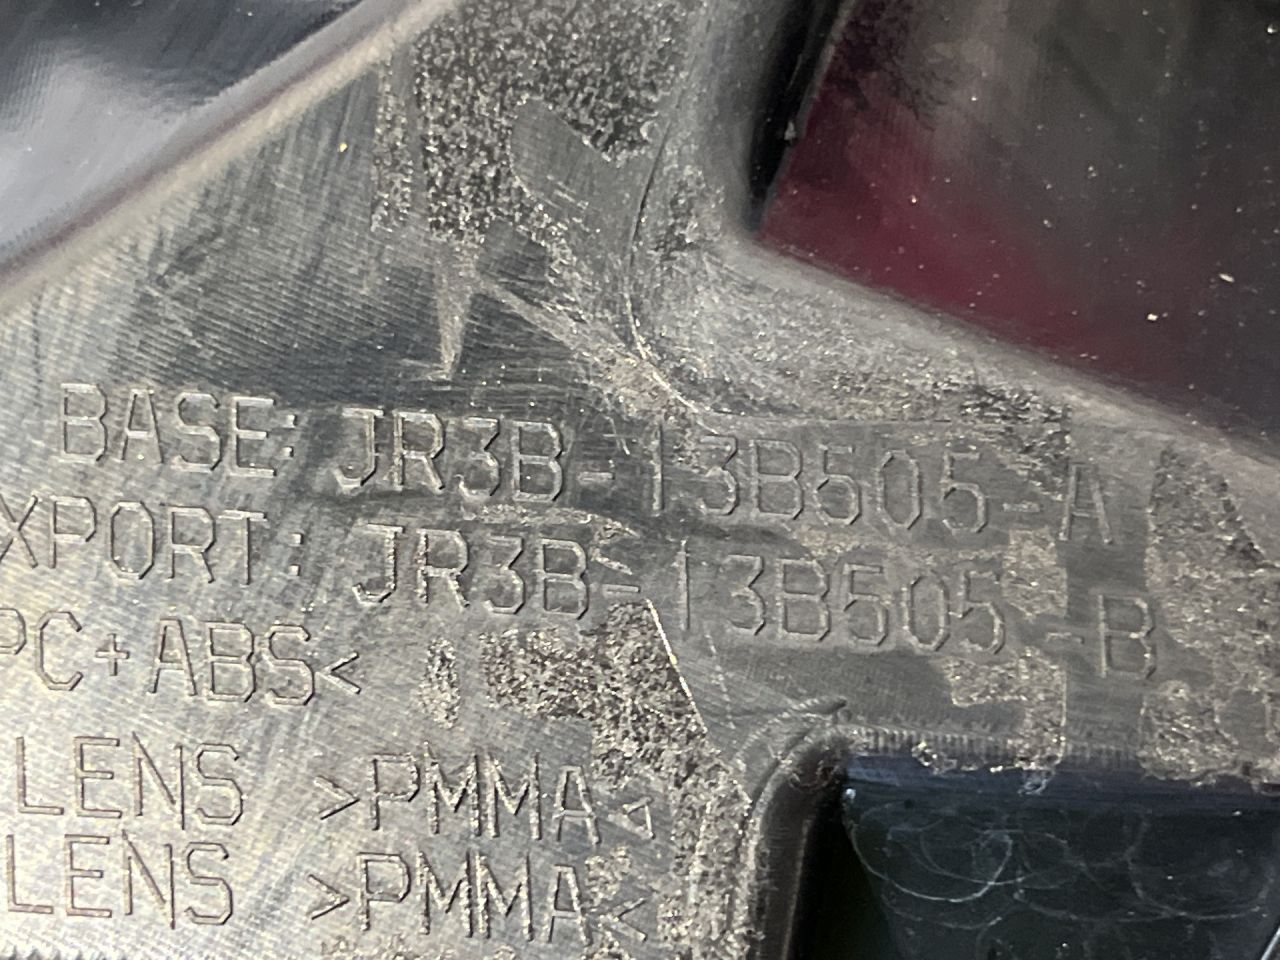 BASE: JR3B-13B505-A
XPORT: JR3B-13B505-B
PC+ABS<
LENS >PMMA<
LENS >PMMA<